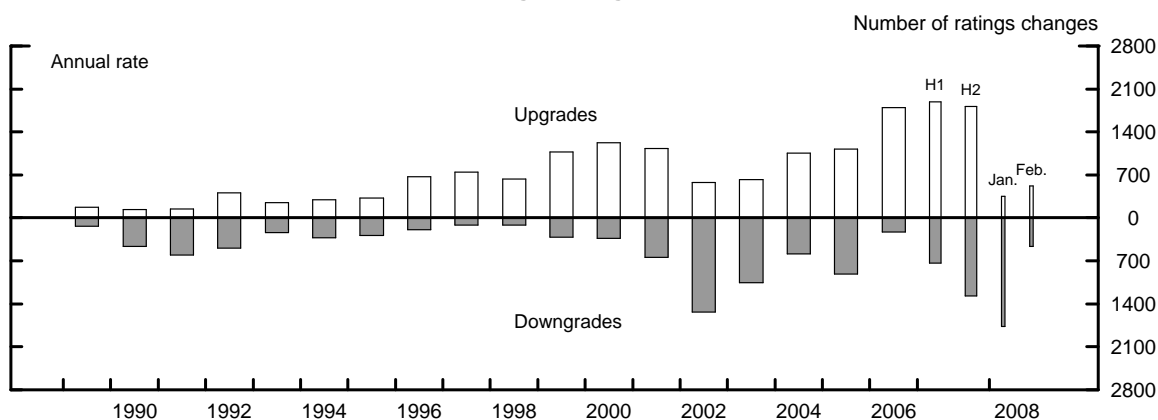 Number of ratings changes
Annual rate
Upgrades
Downgrades
H1
H2
Jan.
Feb.
2800
2100
1400
700
0
700
1400
2100
2800
1990 1992 1994 1996 1998 2000 2002 2004 2006 2008